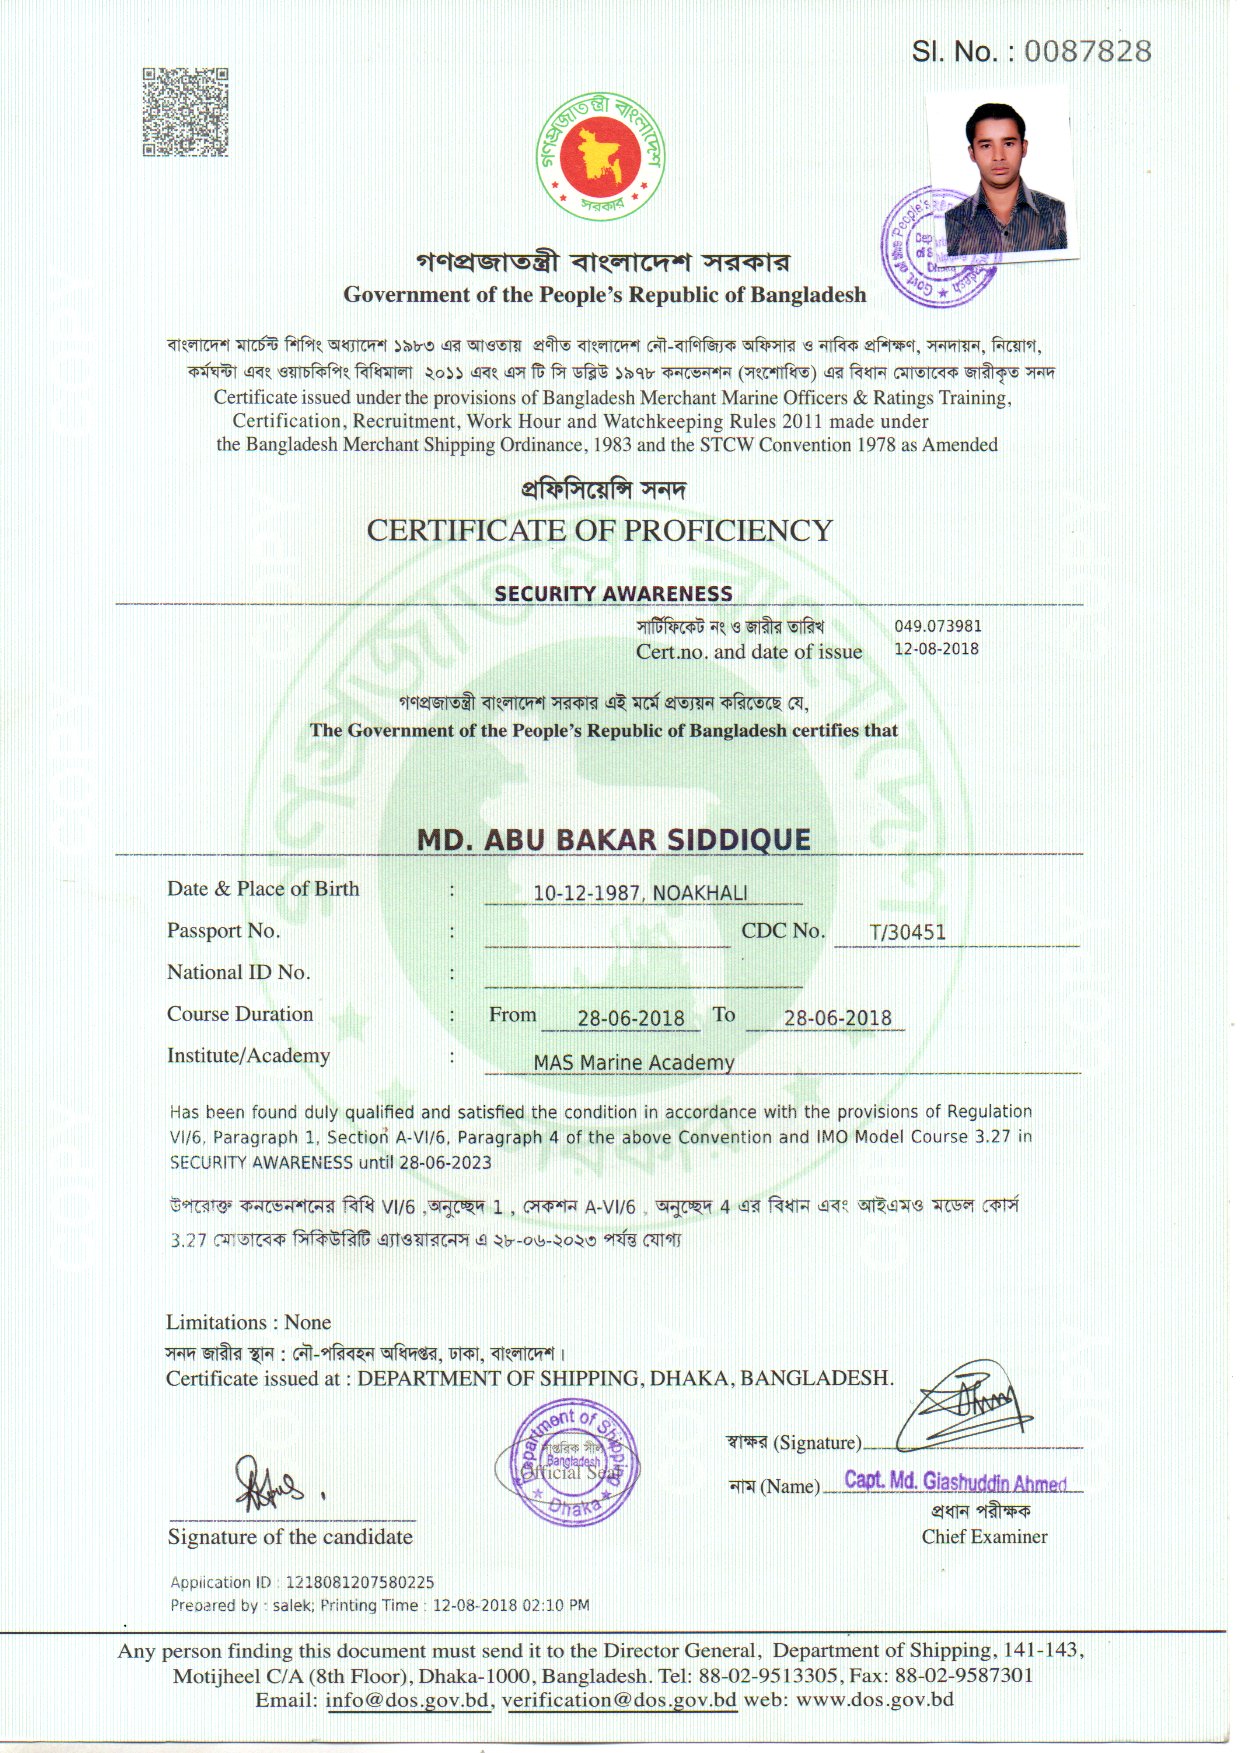 Sl. No. : 0087828
গণপ্রজাতন্ত্রী বাংলাদেশ
সরকার
Govt. of the People's
Dhaka
গণপ্রজাতন্ত্রী বাংলাদেশ সরকার
Government of the People's Republic of Bangladesh
বাংলাদেশ মার্চেন্ট শিপিং অধ্যাদেশ ১৯৮৩ এর আওতায় প্রণীত বাংলাদেশ নৌ-বাণিজ্যিক অফিসার ও নাবিক প্রশিক্ষণ, সনদায়ন, নিয়োগ,
কর্মঘন্টা এবং ওয়াচকিপিং বিধিমালা ২০১১ এবং এস টি সি ডব্লিউ ১৯৭৮ কনভেনশন (সংশোধিত) এর বিধান মোতাবেক জারীকৃত সনদ
Certificate issued under the provisions of Bangladesh Merchant Marine Officers & Ratings Training,
Certification, Recruitment, Work Hour and Watchkeeping Rules 2011 made under
the Bangladesh Merchant Shipping Ordinance, 1983 and the STCW Convention 1978 as Amended
প্রফিসিয়েন্সি সনদ
CERTIFICATE OF PROFICIENCY
SECURITY AWARENESS
সার্টিফিকেট নং ও জারীর তারিখ 049.073981
Cert.no. and date of issue 12-08-2018
গণপ্রজাতন্ত্রী বাংলাদেশ সরকার এই মর্মে প্রত্যয়ন করিতেছে যে,
The Government of the People's Republic of Bangladesh certifies that
MD. ABU BAKAR SIDDIQUE
Date & Place of Birth : 10-12-1987, NOAKHALI
Passport No. : CDC No. T/30451
National ID No. :
Course Duration : From 28-06-2018 To 28-06-2018
Institute/Academy : MAS Marine Academy
Has been found duly qualified and satisfied the condition in accordance with the provisions of Regulation
VI/6, Paragraph 1, Section A-VI/6, Paragraph 4 of the above Convention and IMO Model Course 3.27 in
SECURITY AWARENESS until 28-06-2023
উপরোক্ত কনভেনশনের বিধি VI/6 ,অনুচ্ছেদ 1 , সেকশন A-VI/6 , অনুচ্ছেদ 4 এর বিধান এবং আইএমও মডেল কোর্স
3.27 মোতাবেক সিকিউরিটি এ্যাওয়ারনেস এ ২৮-০৬-২০২৩ পর্যন্ত যোগ্য
Limitations : None
সনদ জারীর স্থান : নৌ-পরিবহন অধিদপ্তর, ঢাকা, বাংলাদেশ।
Certificate issued at : DEPARTMENT OF SHIPPING, DHAKA, BANGLADESH.
Department of Shipping
দাপ্তরিক সীল
Bangladesh
Official Seal
Dhaka
স্বাক্ষর (Signature)
নাম (Name) Capt. Md. Giashuddin Ahmed
প্রধান পরীক্ষক
Chief Examiner
Signature of the candidate
Application ID : 1218081207580225
Prepared by : salek; Printing Time : 12-08-2018 02:10 PM
Any person finding this document must send it to the Director General, Department of Shipping, 141-143,
Motijheel C/A (8th Floor), Dhaka-1000, Bangladesh. Tel: 88-02-9513305, Fax: 88-02-9587301
Email: info@dos.gov.bd, verification@dos.gov.bd web: www.dos.gov.bd